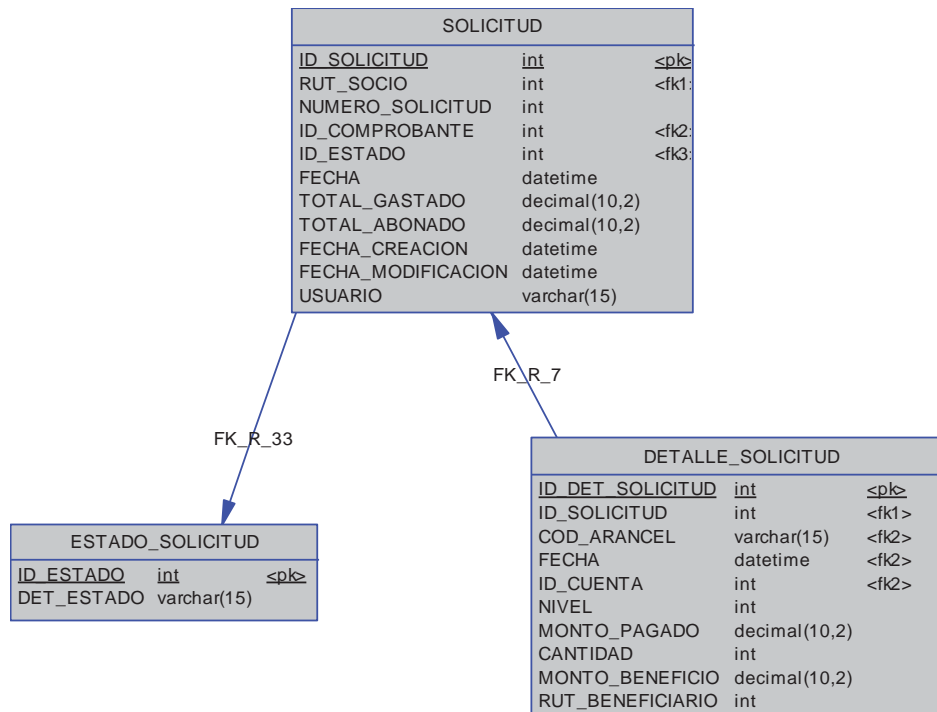 SOLICITUD
ID_SOLICITUD int <pk>
RUT_SOCIO int <fk1>
NUMERO_SOLICITUD int
ID_COMPROBANTE int <fk2>
ID_ESTADO int <fk3>
FECHA datetime
TOTAL_GASTADO decimal(10,2)
TOTAL_ABONADO decimal(10,2)
FECHA_CREACION datetime
FECHA_MODIFICACION datetime
USUARIO varchar(15)
FK_R_7
FK_R_33
DETALLE_SOLICITUD
ID_DET_SOLICITUD int <pk>
ID_SOLICITUD int <fk1>
COD_ARANCEL varchar(15) <fk2>
FECHA datetime <fk2>
ID_CUENTA int <fk2>
NIVEL int
MONTO_PAGADO decimal(10,2)
CANTIDAD int
MONTO_BENEFICIO decimal(10,2)
RUT_BENEFICIARIO int
ESTADO_SOLICITUD
ID_ESTADO int <pk>
DET_ESTADO varchar(15)